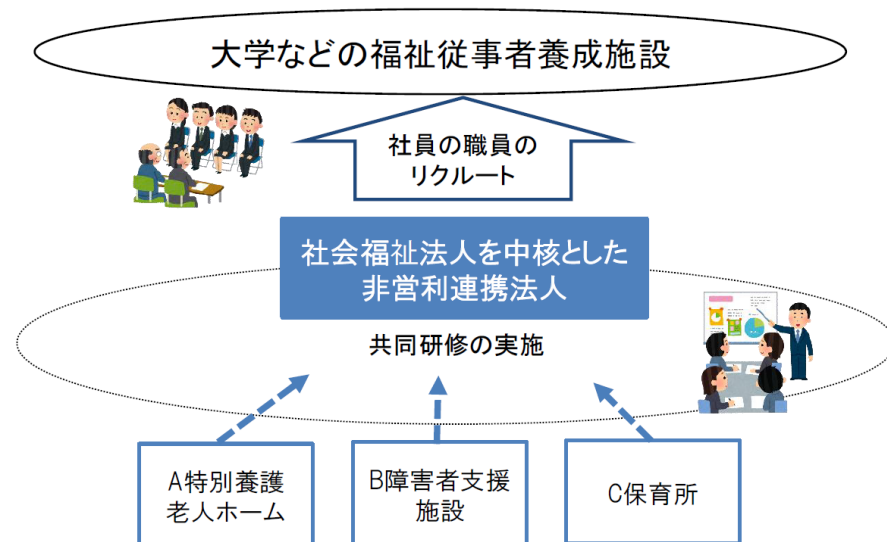 大学などの福祉従事者養成施設
社員の職員の
リクルート
社会福祉法人を中核とした
非営利連携法人
共同研修の実施
A特別養護
老人ホーム
B障害者支援
施設
C保育所